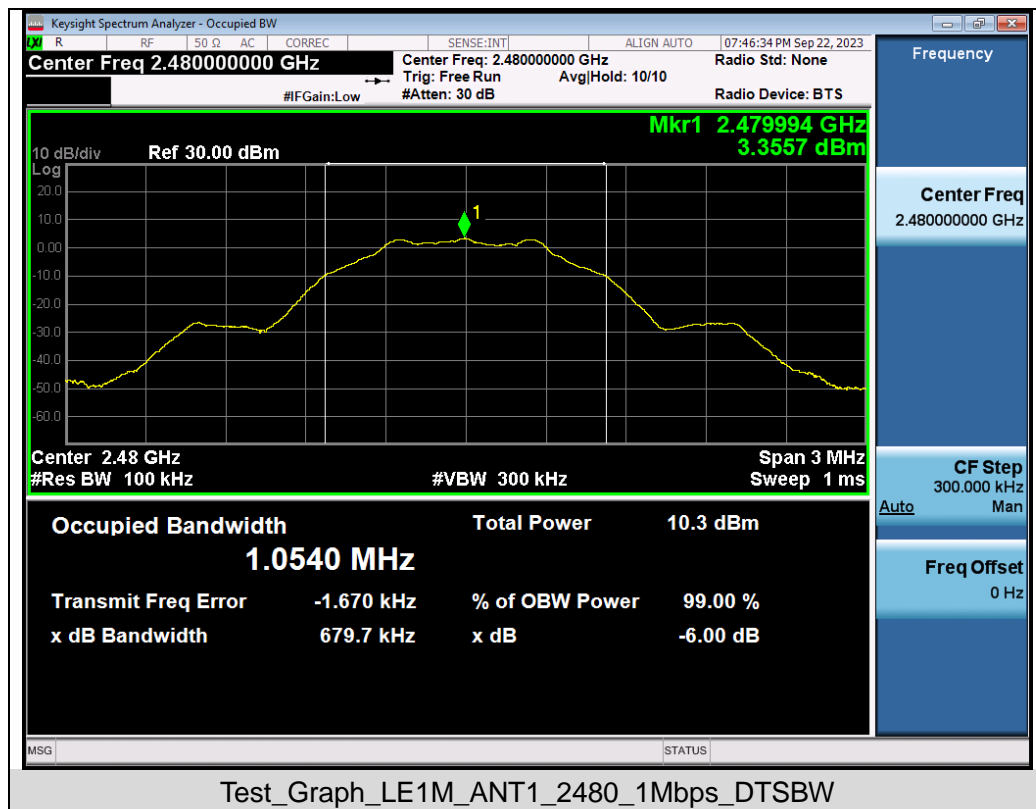 Keysight Spectrum Analyzer - Occupied BW
LXI R RF 50 Ω AC CORREC SENSE:INT ALIGN AUTO 07:46:34 PM Sep 22, 2023
Center Freq 2.480000000 GHz
Center Freq: 2.480000000 GHz
Radio Std: None
Trig: Free Run Avg|Hold: 10/10
#IFGain:Low
#Atten: 30 dB
Radio Device: BTS
Mkr1 2.479994 GHz
3.3557 dBm
10 dB/div Ref 30.00 dBm
Log
20.0
1
10.0
0.00
-10.0
-20.0
-30.0
-40.0
-50.0
-60.0
Center 2.48 GHz Span 3 MHz
#Res BW 100 kHz #VBW 300 kHz Sweep 1 ms
Occupied Bandwidth Total Power 10.3 dBm
1.0540 MHz
Transmit Freq Error -1.670 kHz % of OBW Power 99.00 %
x dB Bandwidth 679.7 kHz x dB -6.00 dB
MSG STATUS
Frequency
Center Freq
2.480000000 GHz
CF Step
300.000 kHz
Auto Man
Freq Offset
0 Hz
Test_Graph_LE1M_ANT1_2480_1Mbps_DTSBW